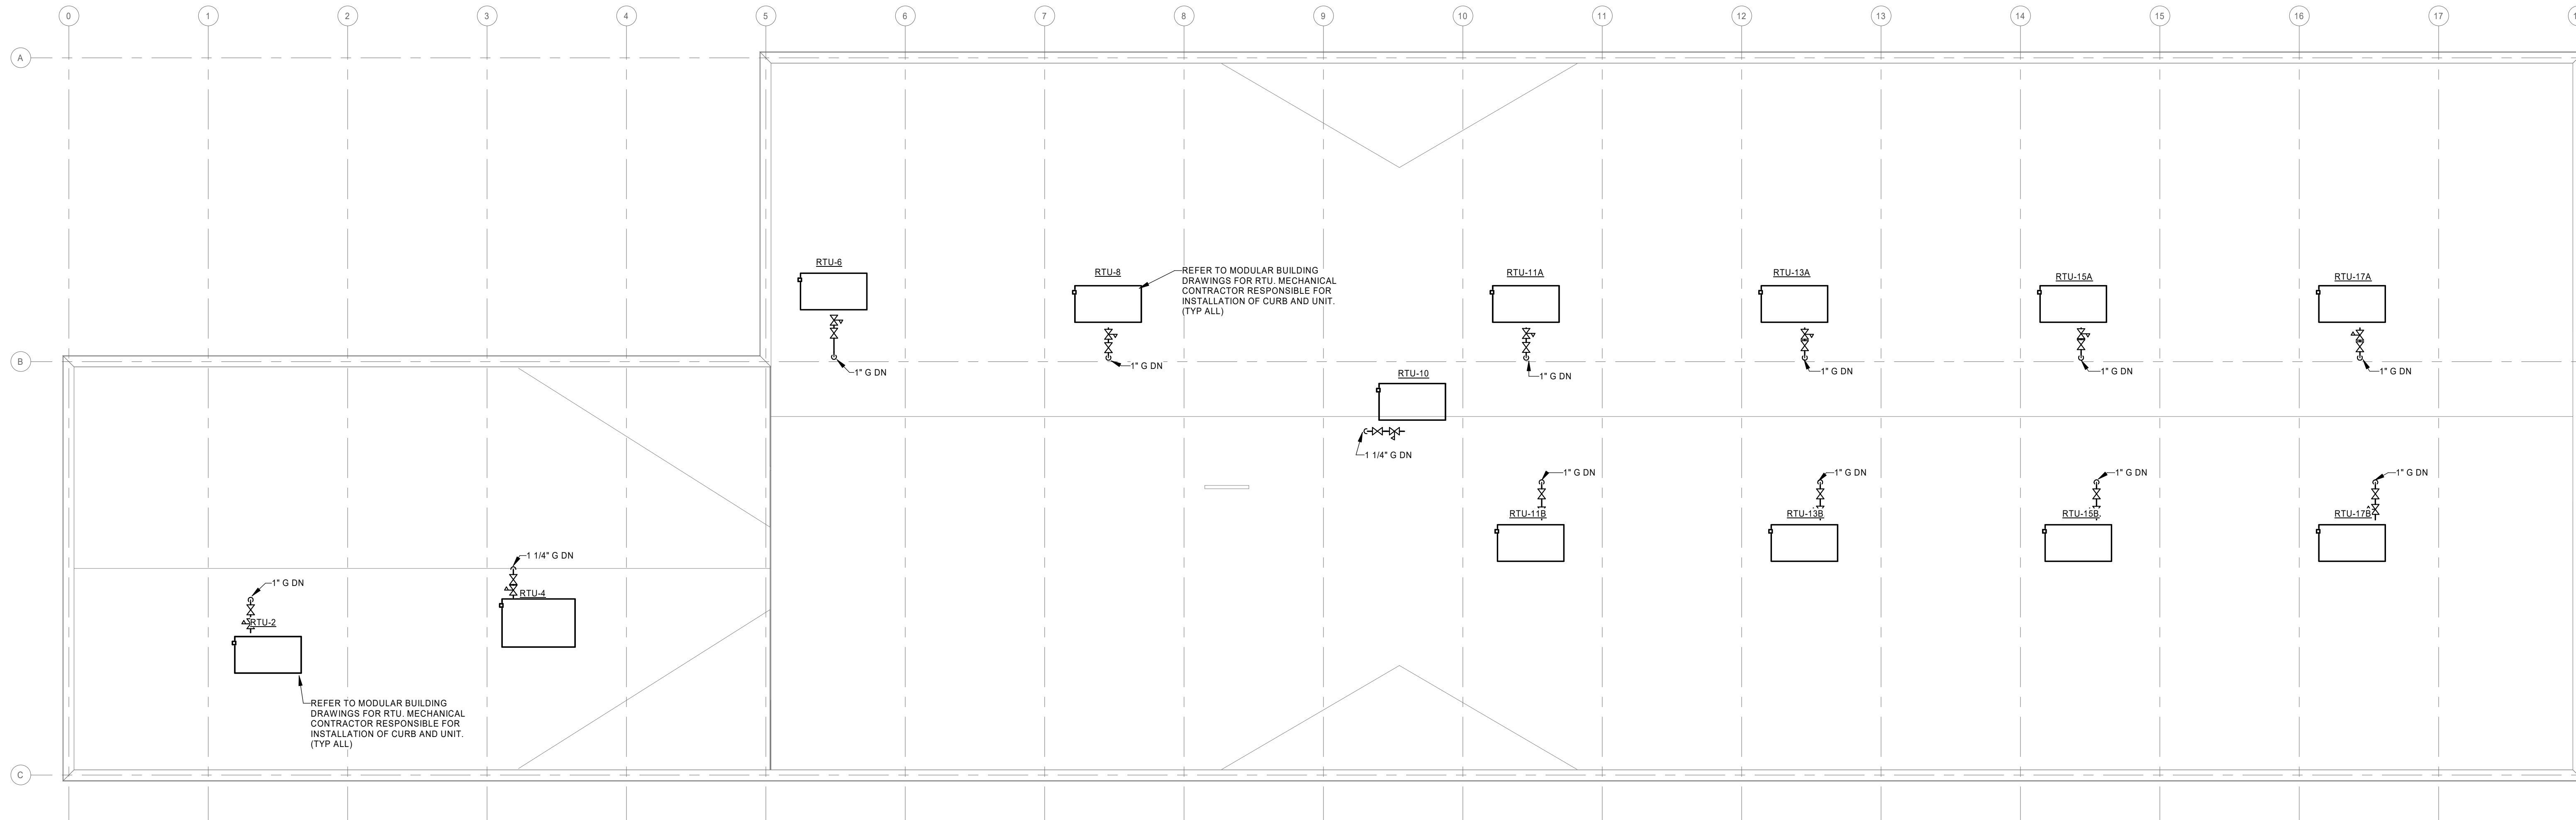 0 1 2 3 4 5 6 7 8 9 10 11 12 13 14 15 16 17
A
RTU-6
RTU-8
REFER TO MODULAR BUILDING
DRAWINGS FOR RTU. MECHANICAL
CONTRACTOR RESPONSIBLE FOR
INSTALLATION OF CURB AND UNIT.
(TYP ALL)
RTU-11A
RTU-13A
RTU-15A
RTU-17A
B
1" G DN
1" G DN
1" G DN
1" G DN
1" G DN
1" G DN
RTU-10
1 1/4" G DN
1" G DN
1" G DN
1" G DN
1" G DN
RTU-11B
RTU-13B
RTU-15B
RTU-17B
1 1/4" G DN
1" G DN
RTU-4
RTU-2
REFER TO MODULAR BUILDING
DRAWINGS FOR RTU. MECHANICAL
CONTRACTOR RESPONSIBLE FOR
INSTALLATION OF CURB AND UNIT.
(TYP ALL)
C